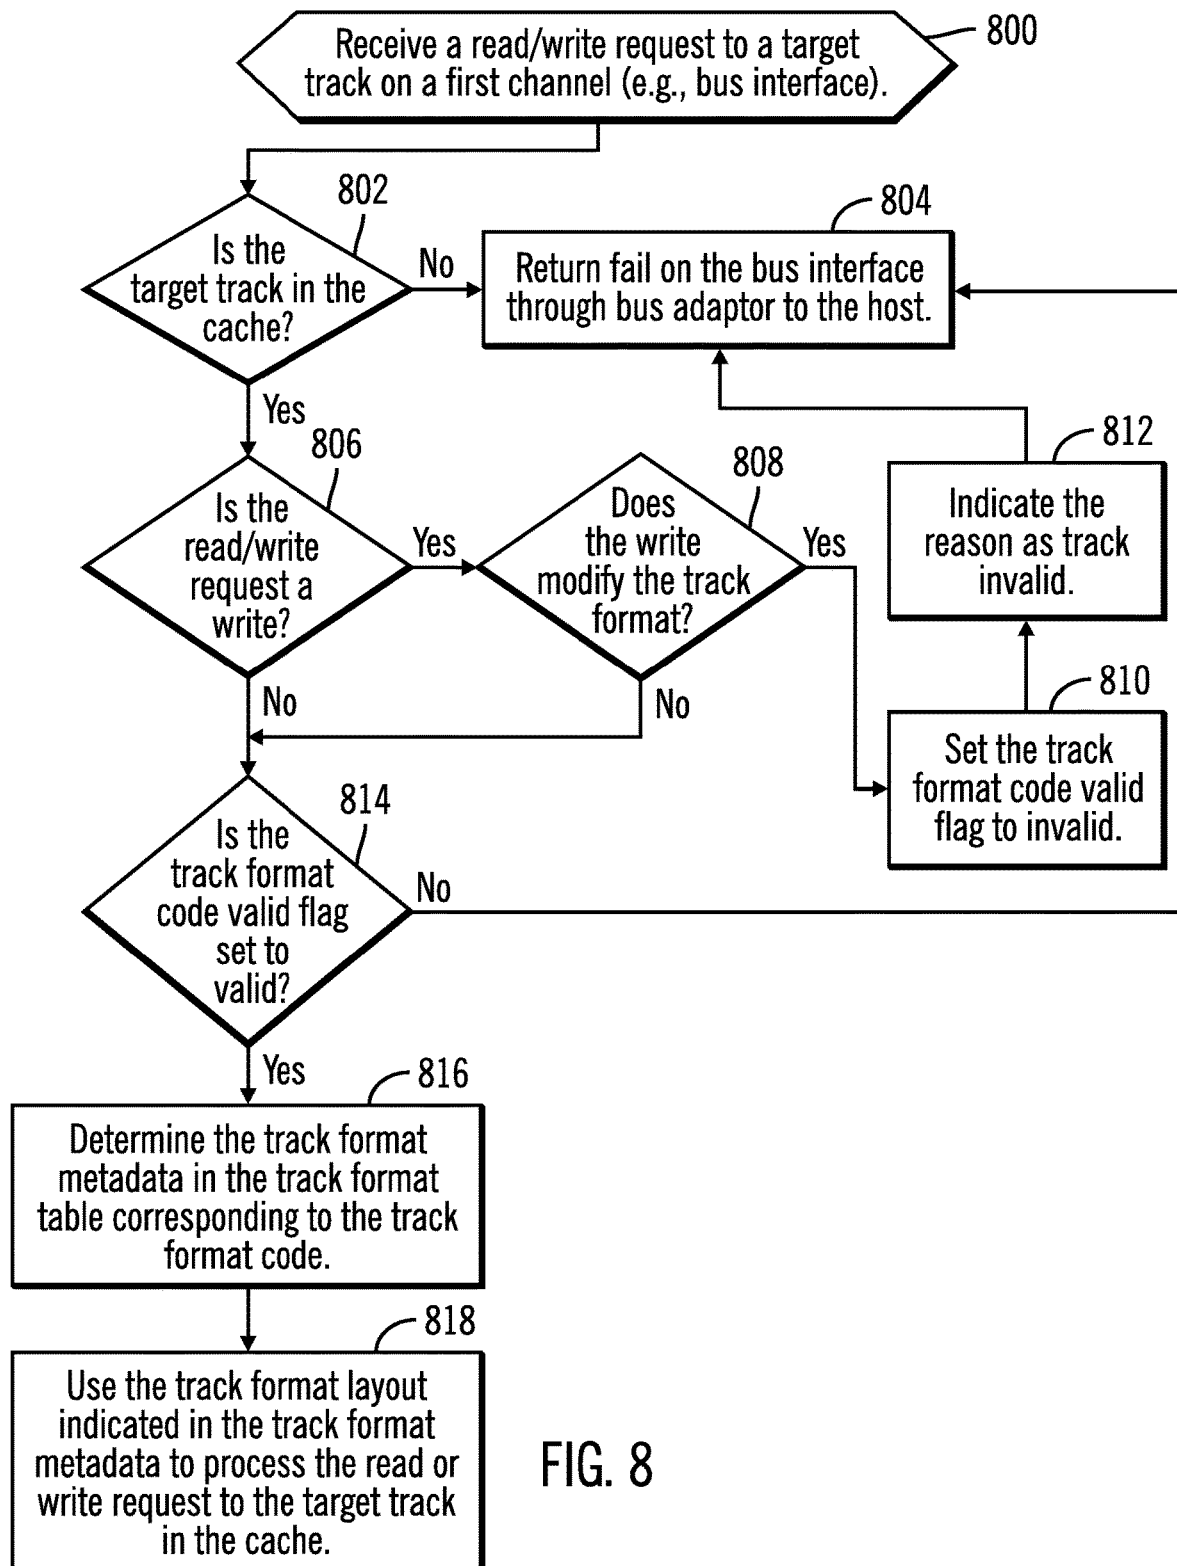 Receive a read/write request to a target
track on a first channel (e.g., bus interface).
800
802
Is the
target track in the
cache?
No
804
Return fail on the bus interface
through bus adaptor to the host.
Yes
806
Is the
read/write
request a
write?
Yes
808
Does
the write
modify the track
format?
Yes
812
Indicate the
reason as track
invalid.
No
No
810
Set the track
format code valid
flag to invalid.
814
Is the
track format
code valid flag
set to
valid?
No
Yes
816
Determine the track format
metadata in the track format
table corresponding to the track
format code.
818
Use the track format layout
indicated in the track format
metadata to process the read or
write request to the target track
in the cache.
FIG. 8